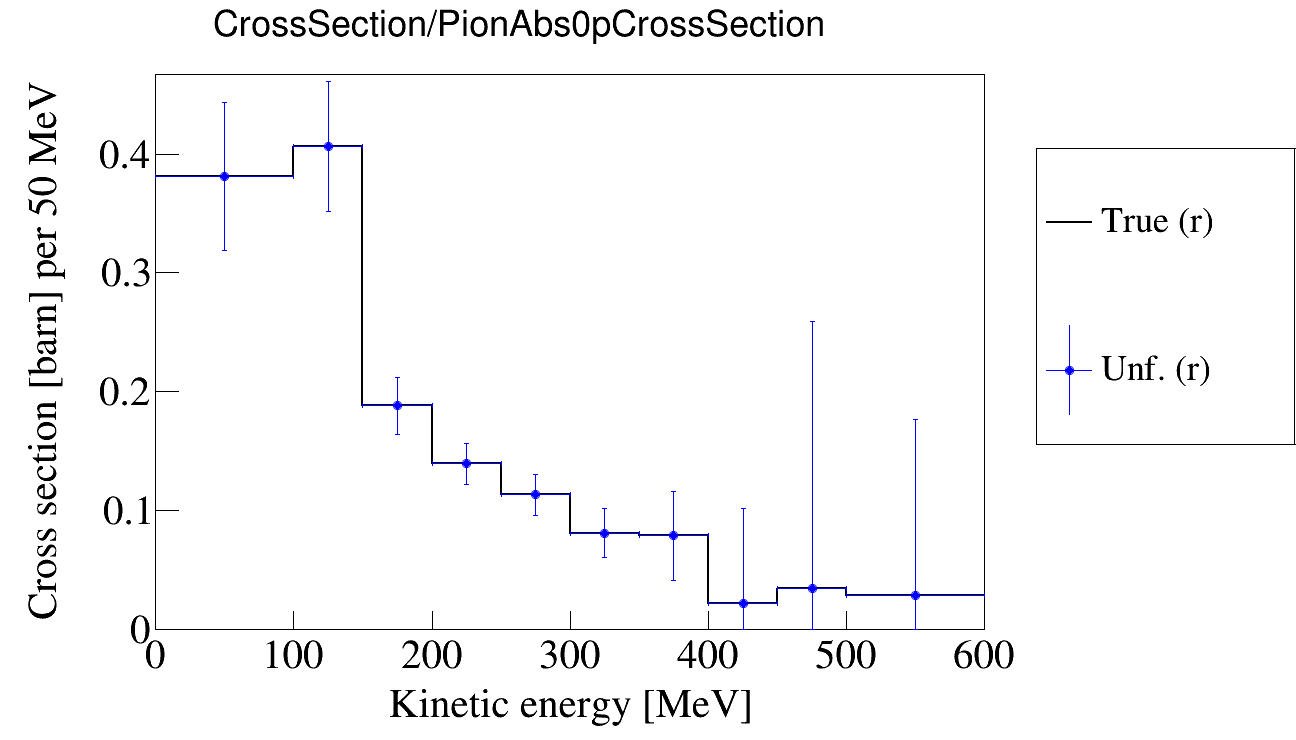 CrossSection/PionAbs0pCrossSection
Cross section [barn] per 50 MeV
0.4
0.3
0.2
0.1
0
0 100 200 300 400 500 600
Kinetic energy [MeV]
True (r)
Unf. (r)